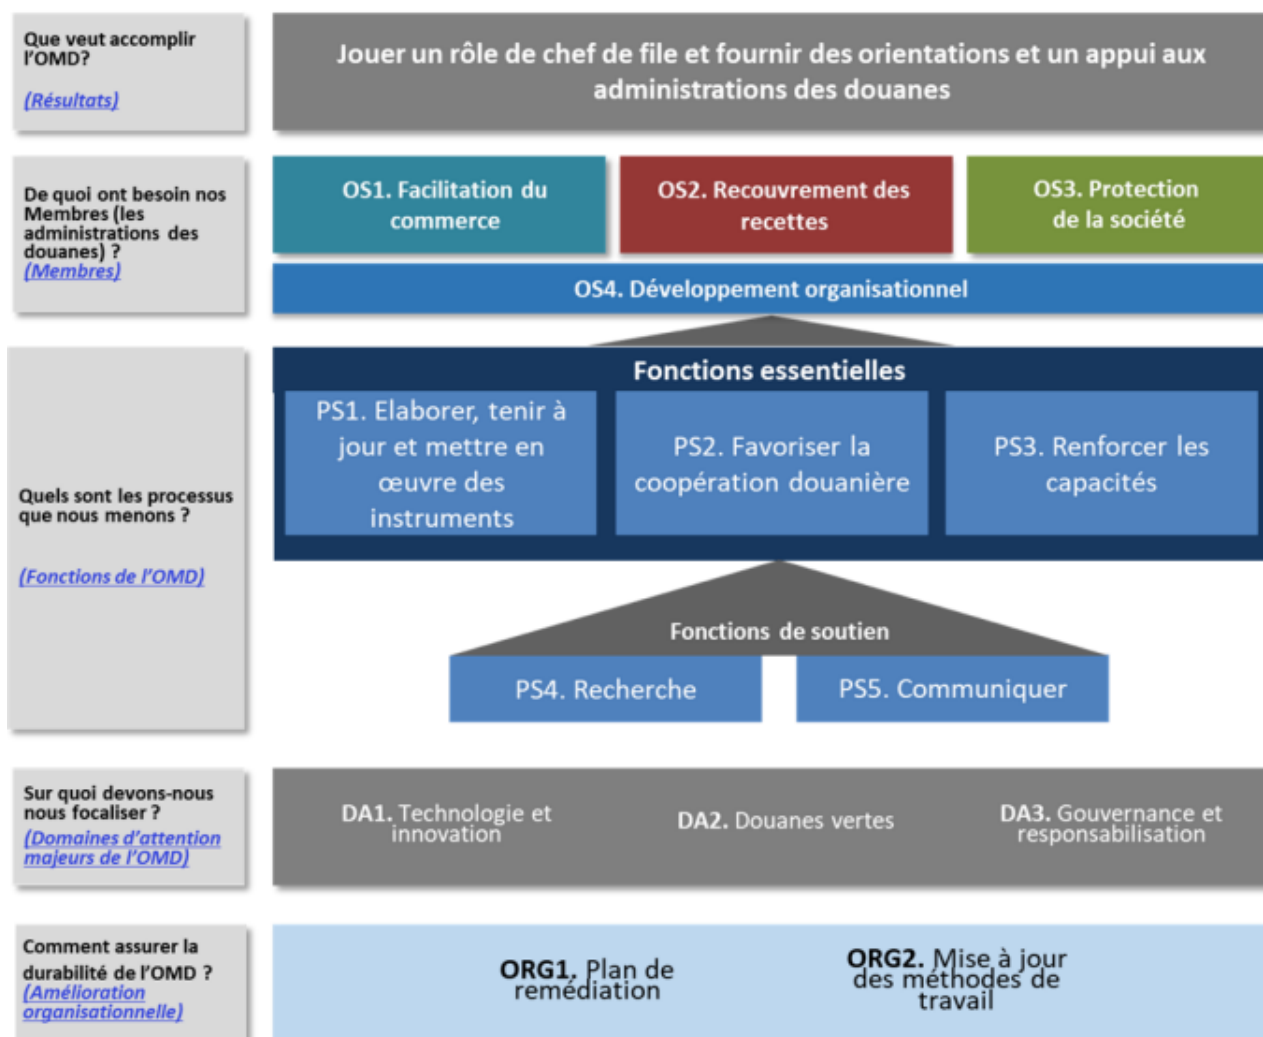 Que veut accomplir
l'OMD?
(Résultats)
Jouer un rôle de chef de file et fournir des orientations et un appui aux
administrations des douanes
De quoi ont besoin nos
Membres (les
administrations des
douanes) ?
(Membres)
OS1. Facilitation du
commerce
OS2. Recouvrement des
recettes
OS3. Protection
de la société
OS4. Développement organisationnel
Quels sont les processus
que nous menons ?
(Fonctions de l'OMD)
Fonctions essentielles
PS1. Elaborer, tenir à
jour et mettre en
œuvre des
instruments
PS2. Favoriser la
coopération douanière
PS3. Renforcer les
capacités
Fonctions de soutien
PS4. Recherche
PS5. Communiquer
Sur quoi devons-nous
nous focaliser ?
(Domaines d'attention
majeurs de l'OMD)
DA1. Technologie et
innovation
DA2. Douanes vertes
DA3. Gouvernance et
responsabilisation
Comment assurer la
durabilité de l'OMD ?
(Amélioration
organisationnelle)
ORG1. Plan de
remédiation
ORG2. Mise à jour
des méthodes de
travail